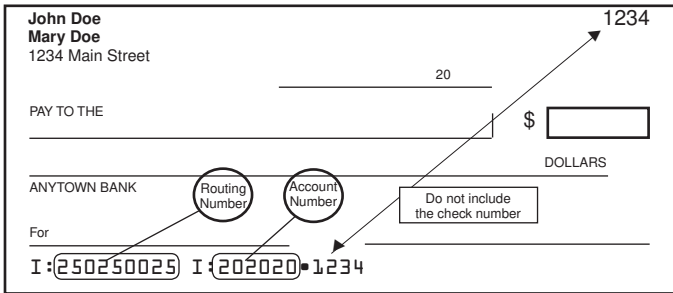 John Doe 1234
Mary Doe
1234 Main Street
20
PAY TO THE
$
DOLLARS
ANYTOWN BANK
Routing
Number
Account
Number
Do not include
the check number
For
I:250250025 I:202020 1234